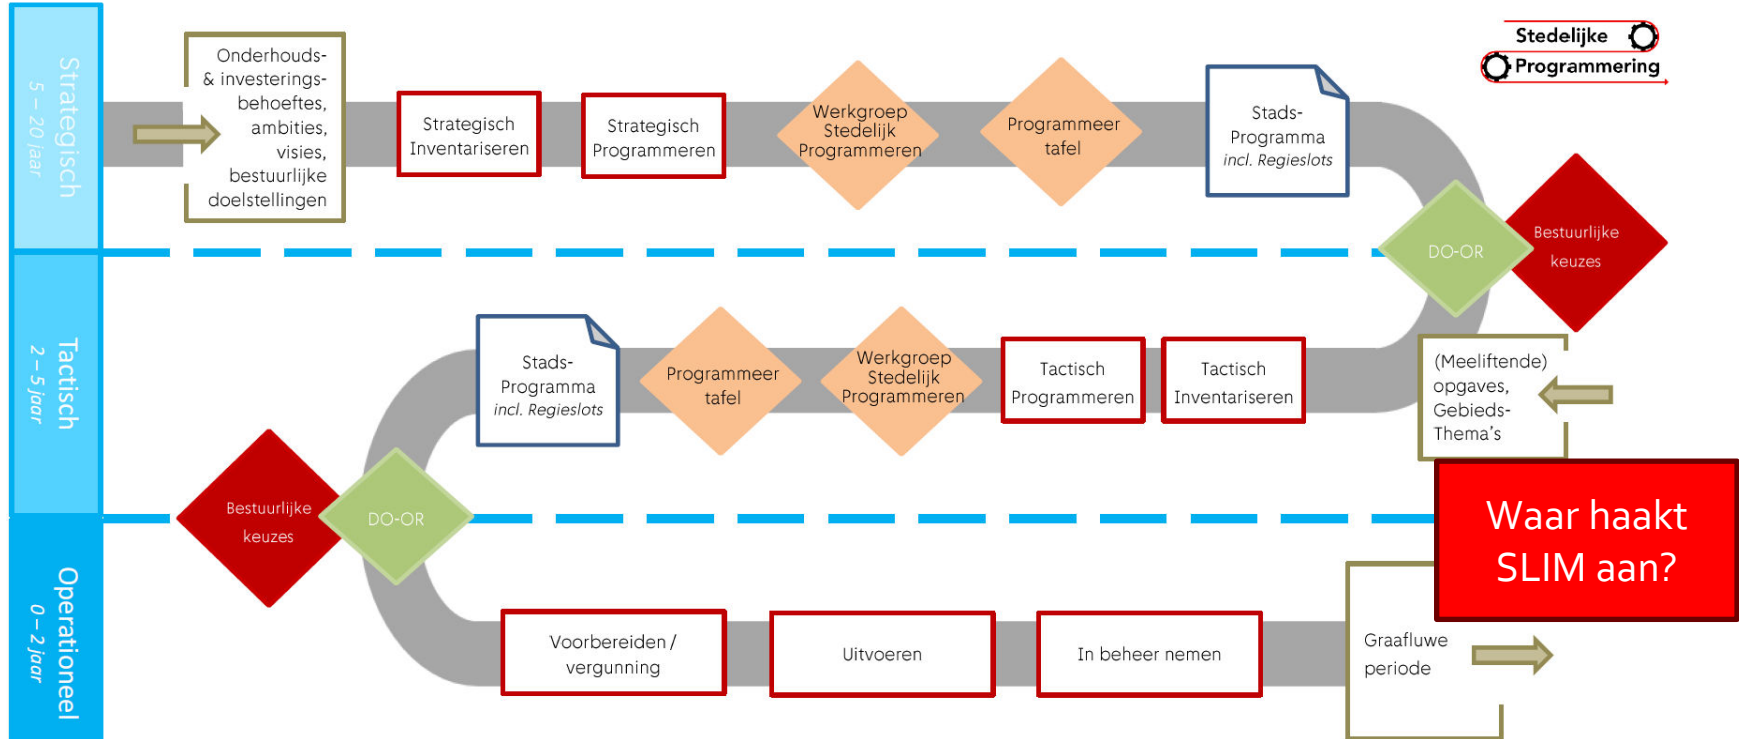 Stedelijke
Programmering
Strategisch
5 – 20 jaar
Onderhouds-
& investerings-
behoeftes,
ambities,
visies,
bestuurlijke
doelstellingen
Strategisch
Inventariseren
Strategisch
Programmeren
Werkgroep
Stedelijk
Programmeren
Programmeer
tafel
Stads-
Programma
incl. Regieslots
DO-OR
Bestuurlijke
keuzes
Tactisch
2 – 5 jaar
(Meeliftende)
opgaves,
Gebieds-
Thema's
Tactisch
Inventariseren
Tactisch
Programmeren
Werkgroep
Stedelijk
Programmeren
Programmeer
tafel
Stads-
Programma
incl. Regieslots
Bestuurlijke
keuzes
DO-OR
Waar haakt
SLIM aan?
Operationeel
0 – 2 jaar
Voorbereiden /
vergunning
Uitvoeren
In beheer nemen
Graafluwe
periode